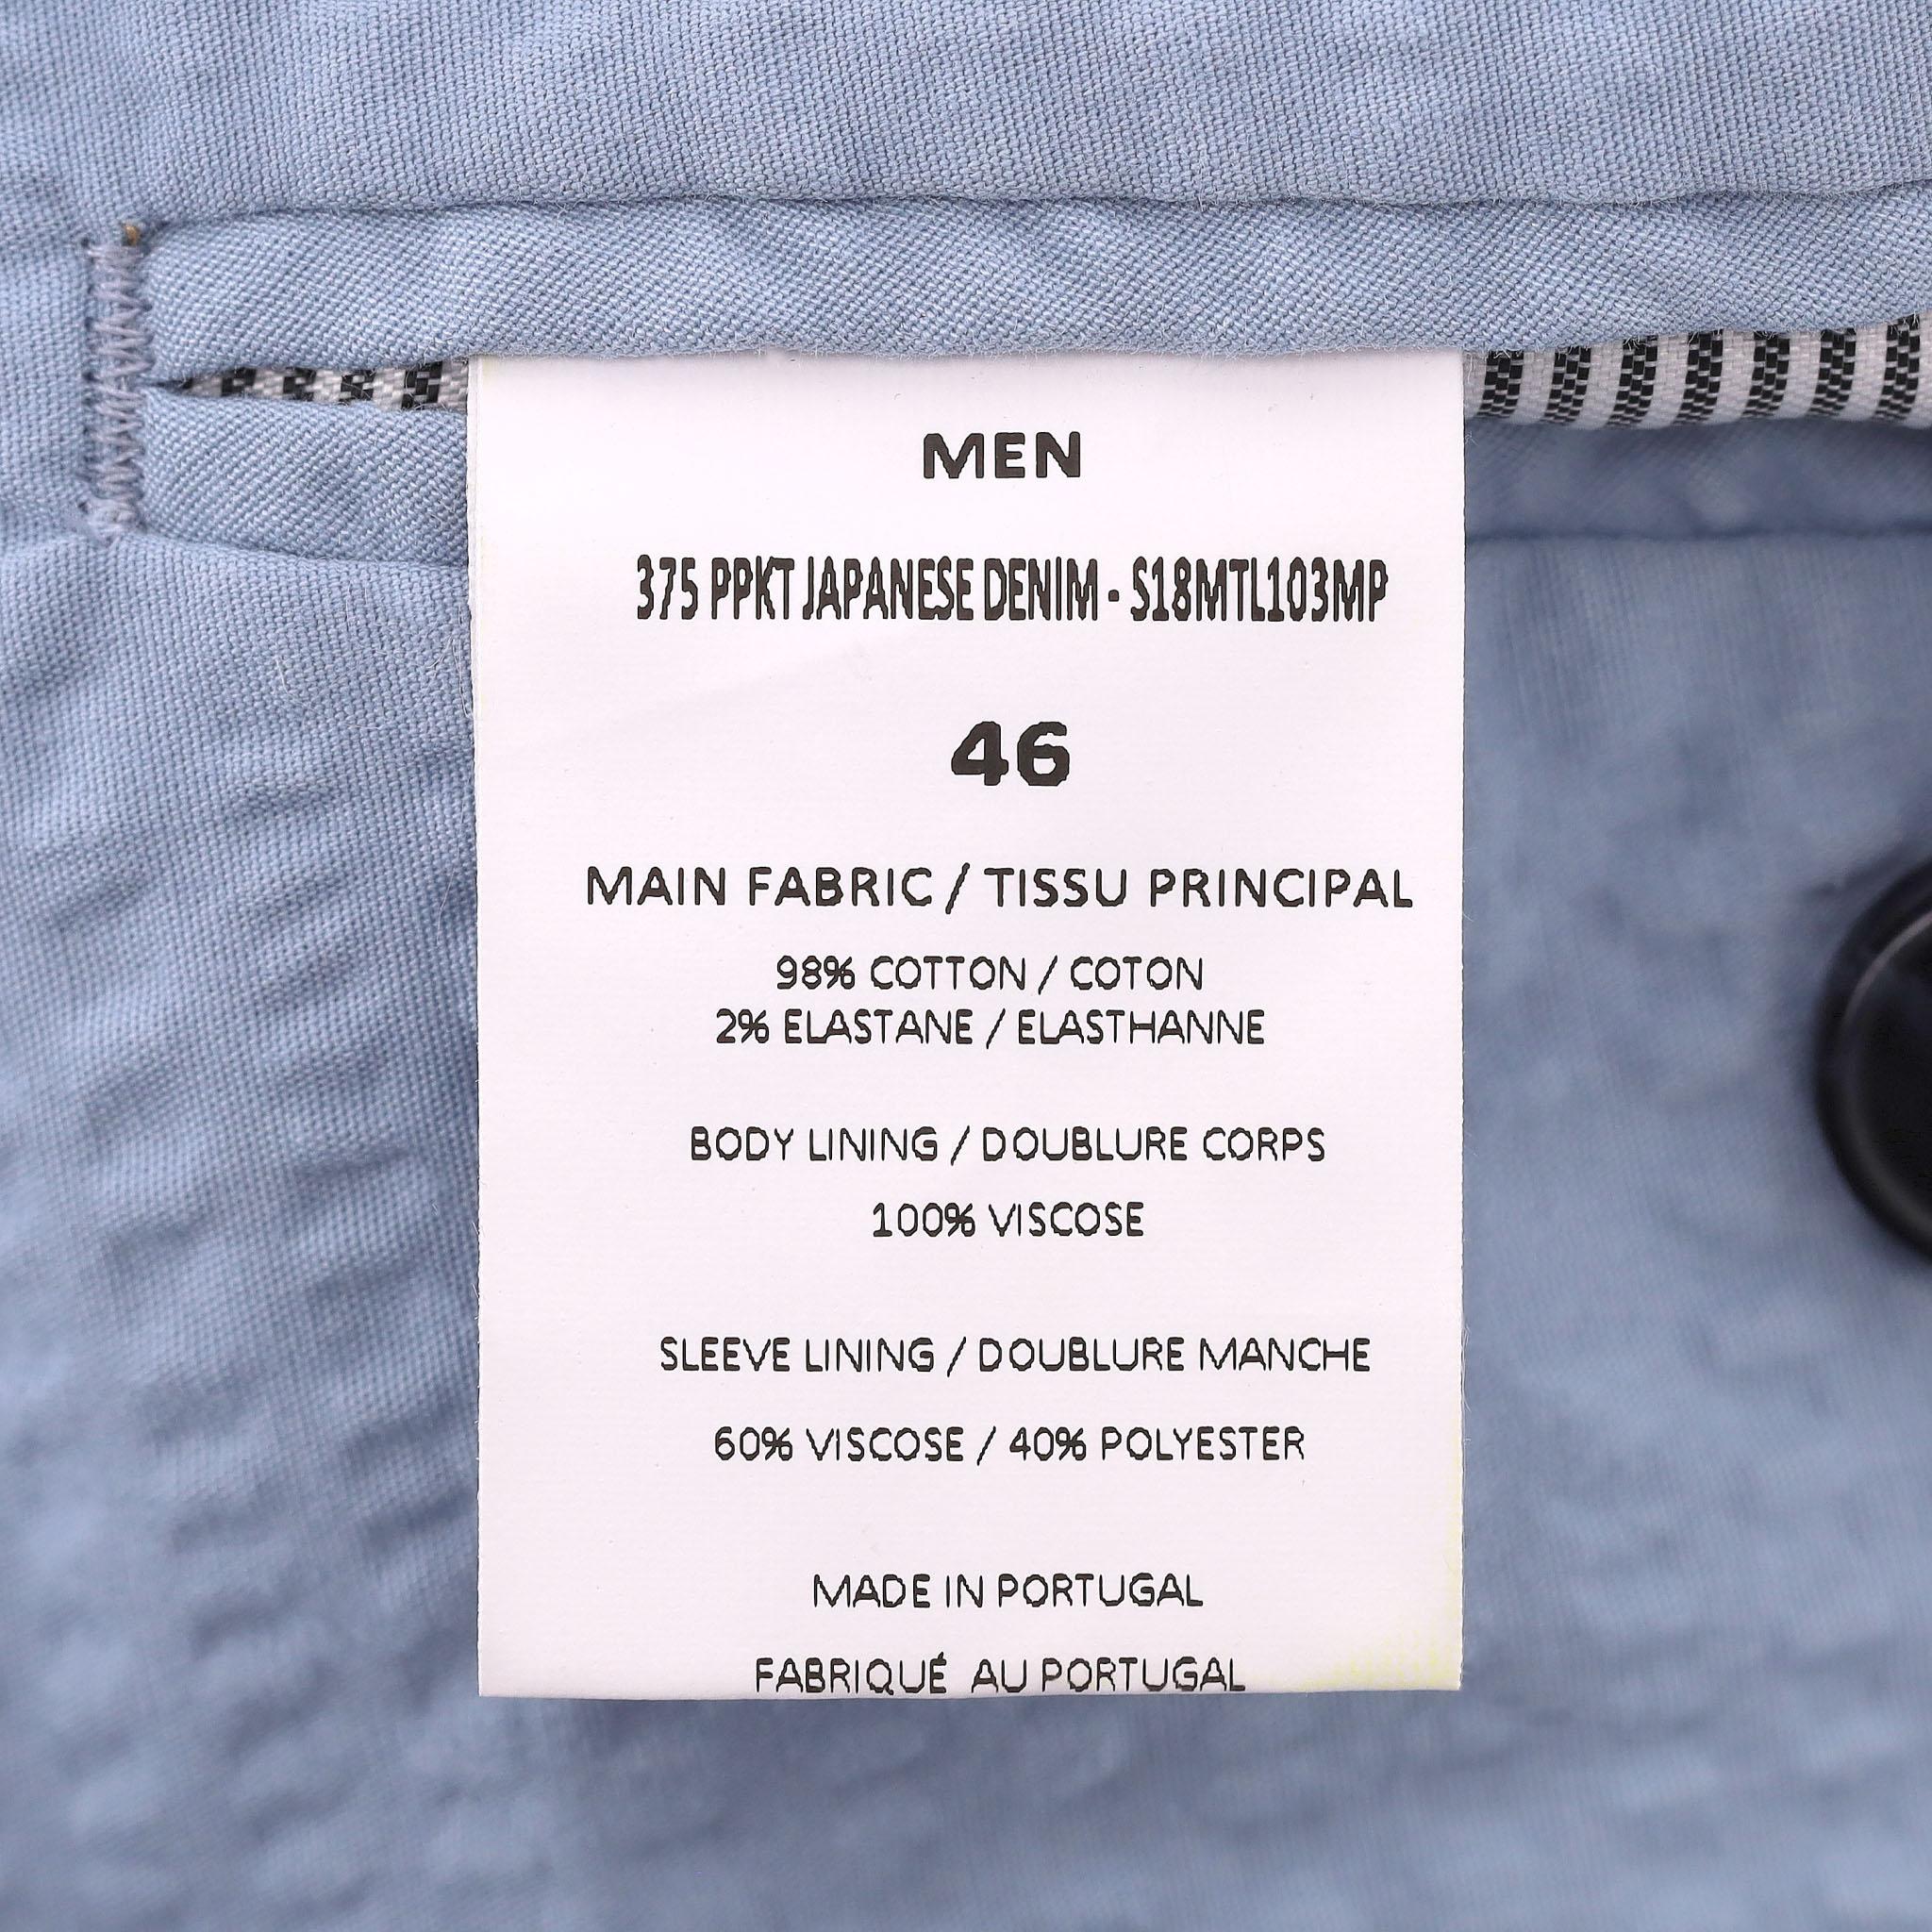 MEN
375 PPKT JAPANESE DENIM - S18MTL103MP
46
MAIN FABRIC / TISSU PRINCIPAL
98% COTTON / COTON
2% ELASTANE / ELASTHANNE
BODY LINING / DOUBLURE CORPS
100% VISCOSE
SLEEVE LINING / DOUBLURE MANCHE
60% VISCOSE / 40% POLYESTER
MADE IN PORTUGAL
FABRIQUÉ AU PORTUGAL